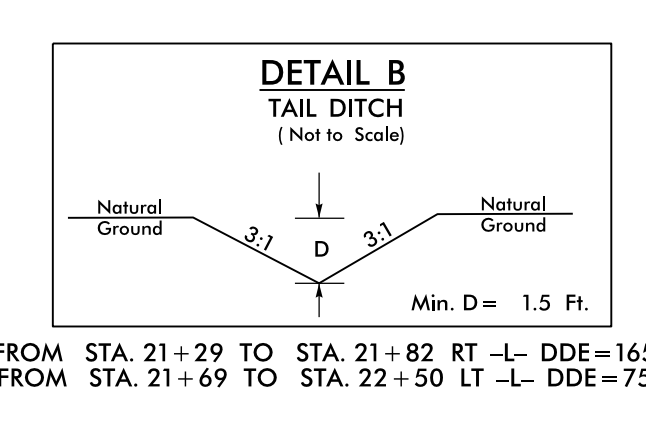 DETAIL B
TAIL DITCH
( Not to Scale)
Natural
Ground
3:1
D
3:1
Natural
Ground
Min. D = 1.5 Ft.
FROM STA. 21+29 TO STA. 21+82 RT -L- DDE=165
FROM STA. 21+69 TO STA. 22+50 LT -L- DDE=75